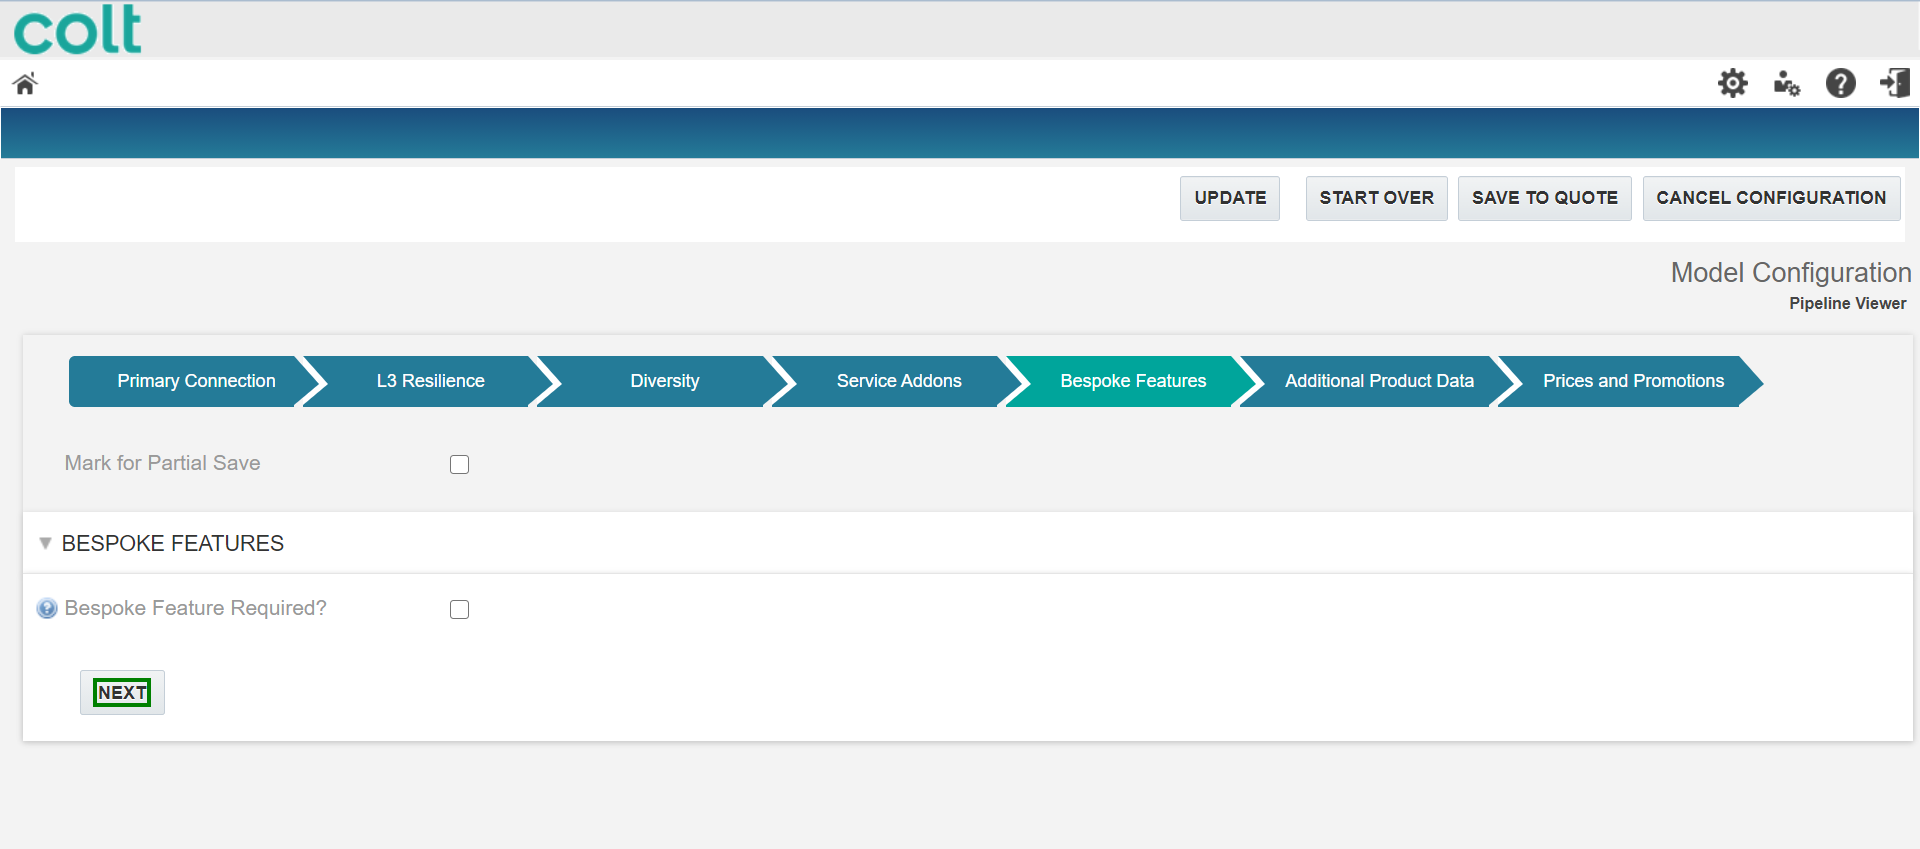 colt
UPDATE START OVER SAVE TO QUOTE CANCEL CONFIGURATION
Model Configuration
Pipeline Viewer
Primary Connection L3 Resilience Diversity Service Addons Bespoke Features Additional Product Data Prices and Promotions
Mark for Partial Save
BESPOKE FEATURES
Bespoke Feature Required?
NEXT